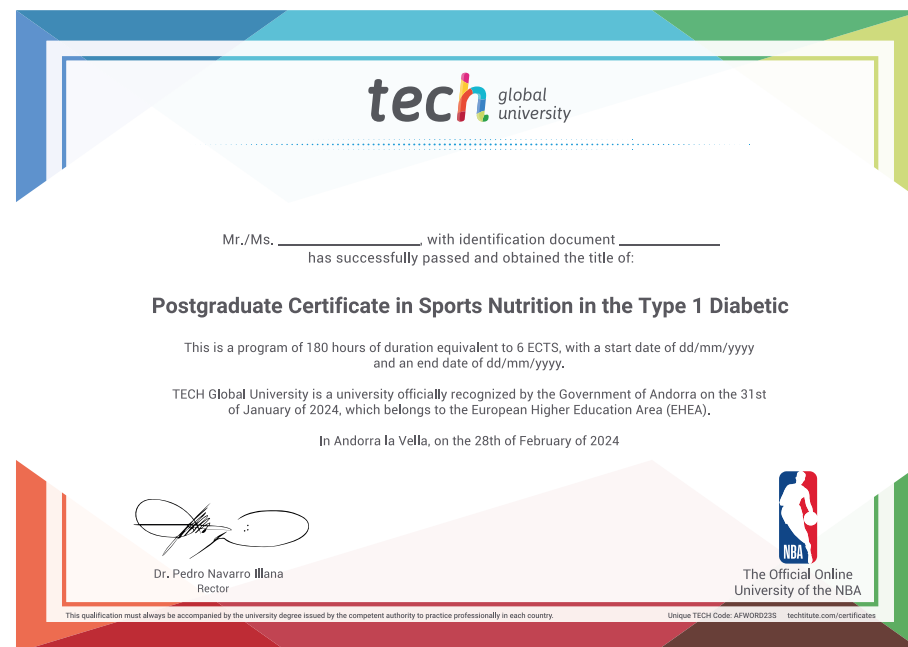 tech global university
Mr./Ms. ____________, with identification document ____________
has successfully passed and obtained the title of:
Postgraduate Certificate in Sports Nutrition in the Type 1 Diabetic
This is a program of 180 hours of duration equivalent to 6 ECTS, with a start date of dd/mm/yyyy
and an end date of dd/mm/yyyy.
TECH Global University is a university officially recognized by the Government of Andorra on the 31st
of January of 2024, which belongs to the European Higher Education Area (EHEA).
In Andorra la Vella, on the 28th of February of 2024
NBA
Dr. Pedro Navarro Illana
Rector
The Official Online
University of the NBA
This qualification must always be accompanied by the university degree issued by the competent authority to practice professionally in each country.
Unique TECH Code: AFWORD23S techtitute.com/certificates